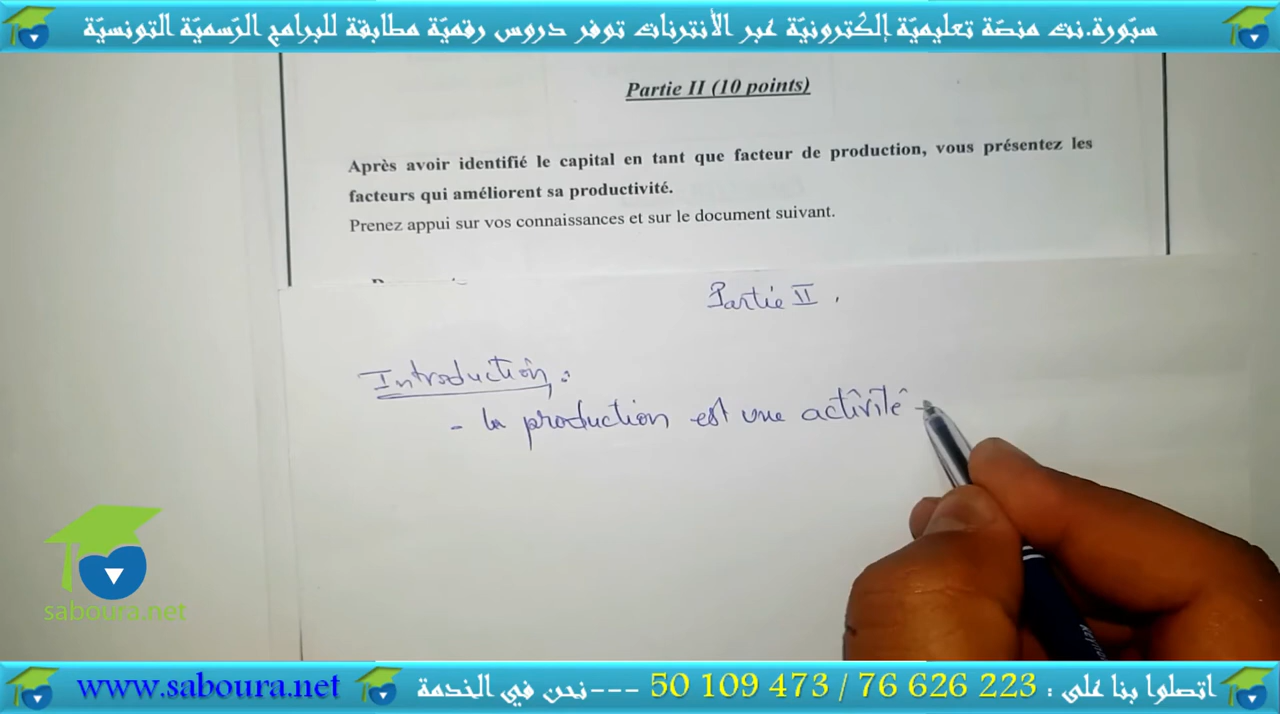 سبّورة.نت منصّة تعليميّة إلكترونيّة عبر الأنترنات توفر دروس رقميّة مطابقة للبرامج الرّسميّة التونسيّة
Partie II (10 points)
Après avoir identifié le capital en tant que facteur de production, vous présentez les
facteurs qui améliorent sa productivité.
Prenez appui sur vos connaissances et sur le document suivant.
Partie II.
Introduction :
- la production est une activité
saboura.net
اتصلوا بنا على : 50 109 473 / 76 626 223 ---نحن في الخدمة
www.saboura.net